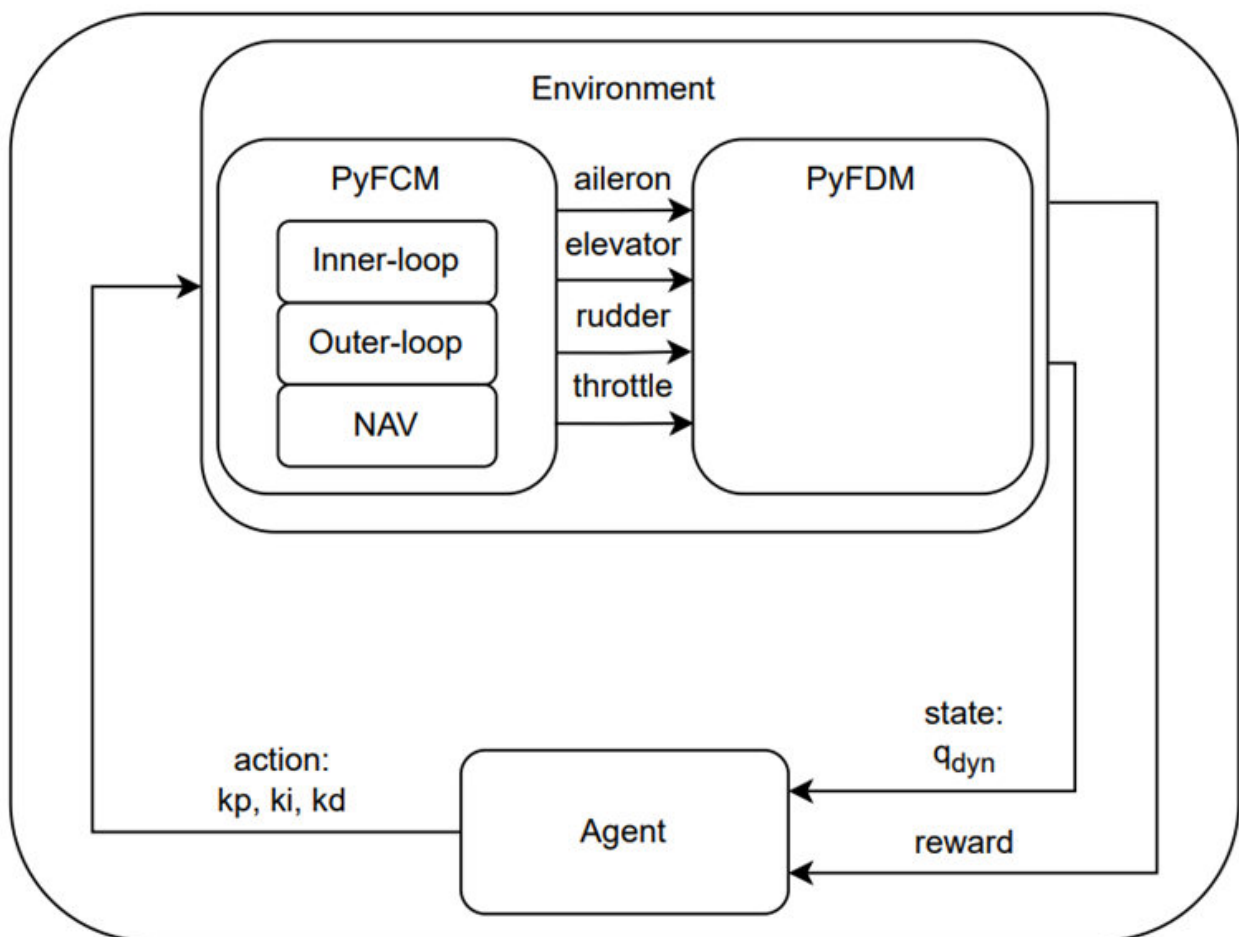 Environment
PyFCM
aileron
PyFDM
elevator
Inner-loop
rudder
Outer-loop
throttle
NAV
state:
qdyn
action:
kp, ki, kd
Agent
reward